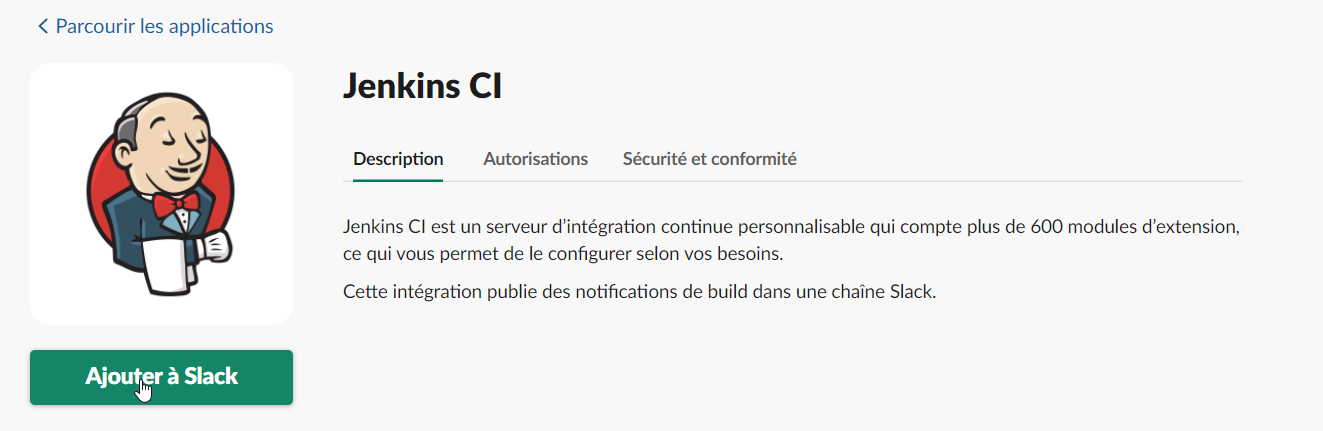 Parcourir les applications
Jenkins CI
Description Autorisations Sécurité et conformité
Jenkins CI est un serveur d’intégration continue personnalisable qui compte plus de 600 modules d’extension,
ce qui vous permet de le configurer selon vos besoins.
Cette intégration publie des notifications de build dans une chaîne Slack.
Ajouter à Slack